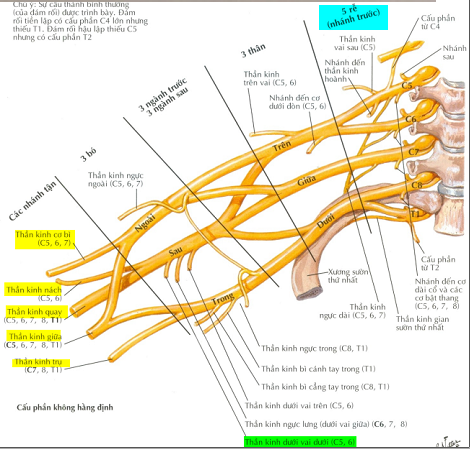 Chú ý: Sự cấu thành bình thường
(của đám rối) được trình bày. Đám
rối tiền lập có cấu phần C4 lớn nhưng
thiếu T1. Đám rối hậu lập thiếu C5
nhưng có cấu phần T2
5 rễ
(nhánh trước)
Cấu phần
từ C4
Thần kinh
vai sau (C5)
Nhánh
sau
3 thân
Nhánh đến
thần kinh
hoành
Thần kinh
trên vai (C5, 6)
Nhánh đến cơ
dưới đòn (C5, 6)
3 ngành trước
3 ngành sau
3 bó
Thần kinh ngực
ngoài (C5, 6, 7)
Các nhánh tận
C5
C6
C7
C8
T1
Trên
Giữa
Dưới
Ngoài
Sau
Trong
Thần kinh cơ bì
(C5, 6, 7)
Thần kinh nách
(C5, 6)
Thần kinh quay
(C5, 6, 7, 8, T1)
Thần kinh giữa
(C5, 6, 7, 8, T1)
Thần kinh trụ
(C7, 8, T1)
Xương sườn
thứ nhất
Cấu phần
từ T2
Nhánh đến cơ
dài cổ và các
cơ bậc thang
(C5, 6, 7, 8)
Thần kinh
ngực dài (C5, 6, 7)
Thần kinh gian
sườn thứ nhất
Thần kinh ngực trong (C8, T1)
Thần kinh bì cánh tay trong (T1)
Thần kinh bì cẳng tay trong (C8, T1)
Thần kinh dưới vai trên (C5, 6)
Thần kinh ngực lưng (dưới vai giữa) (C6, 7, 8)
Thần kinh dưới vai dưới (C5, 6)
Cấu phần không hằng định